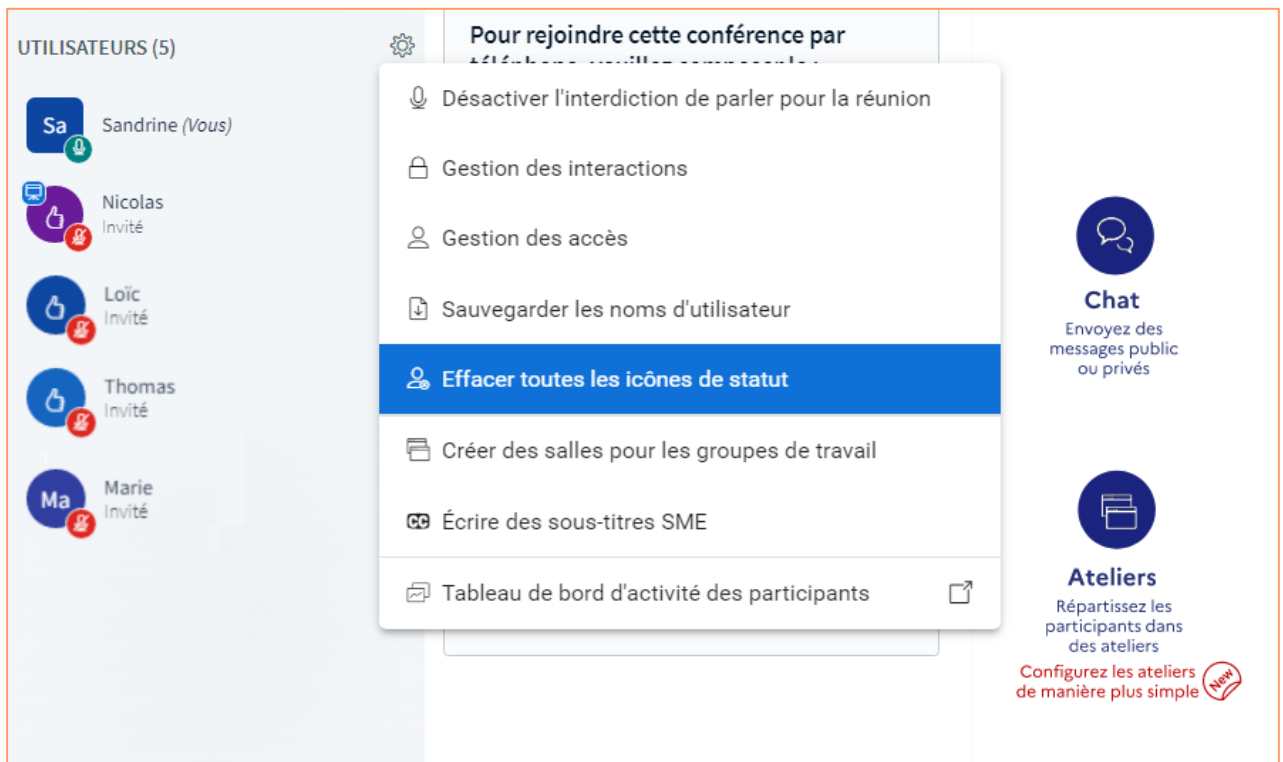 UTILISATEURS (5)
Sa
Sandrine (Vous)
Nicolas
Invité
Loïc
Invité
Thomas
Invité
Ma
Marie
Invité
Pour rejoindre cette conférence par
Désactiver l'interdiction de parler pour la réunion
Gestion des interactions
Gestion des accès
Sauvegarder les noms d'utilisateur
Effacer toutes les icônes de statut
Créer des salles pour les groupes de travail
CC Écrire des sous-titres SME
Tableau de bord d'activité des participants
Chat
Envoyez des
messages public
ou privés
Ateliers
Répartissez les
participants dans
des ateliers
Configurez les ateliers
de manière plus simple
New